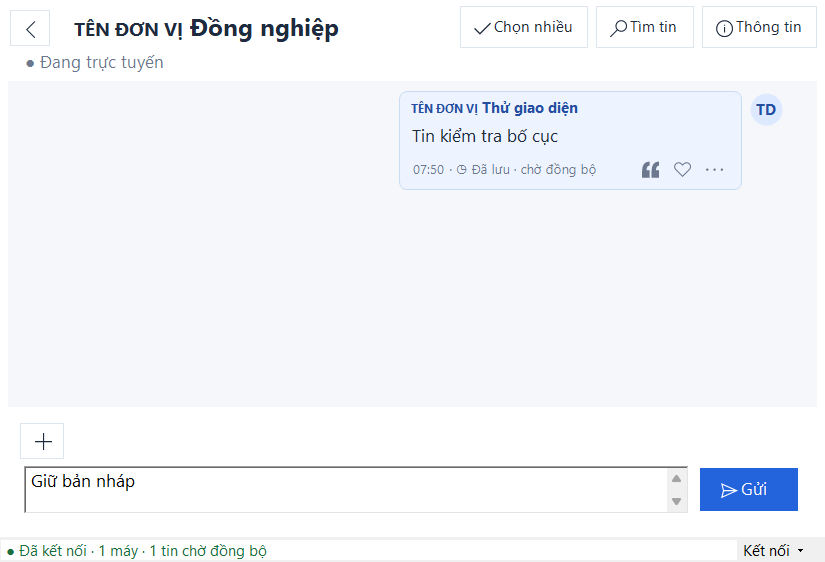 TÊN ĐƠN VỊ Đồng nghiệp
Chọn nhiều
Tìm tin
Thông tin
● Đang trực tuyến
TÊN ĐƠN VỊ Thử giao diện
TD
Tin kiểm tra bố cục
07:50 · ◷ Đã lưu · chờ đồng bộ
Giữ bản nháp
Gửi
● Đã kết nối · 1 máy · 1 tin chờ đồng bộ
Kết nối